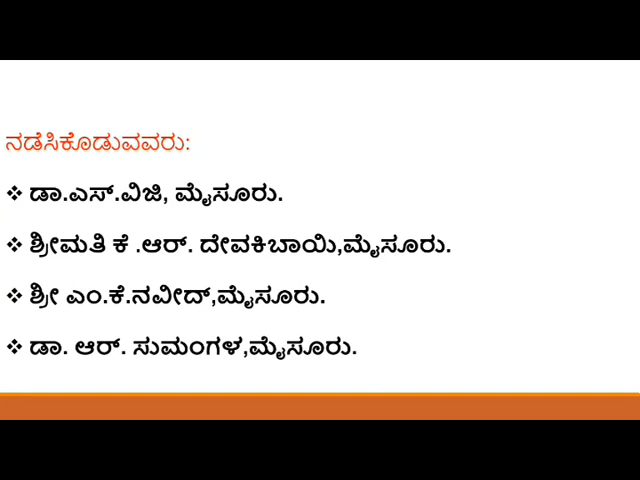 ನಡೆಸಿಕೊಡುವವರು:
❖ ಡಾ.ಎಸ್.ವಿಜಿ, ಮೈಸೂರು.
❖ ಶ್ರೀಮತಿ ಕೆ .ಆರ್. ದೇವಕಿಬಾಯಿ,ಮೈಸೂರು.
❖ ಶ್ರೀ ಎಂ.ಕೆ.ನವೀದ್,ಮೈಸೂರು.
❖ ಡಾ. ಆರ್. ಸುಮಂಗಳ,ಮೈಸೂರು.